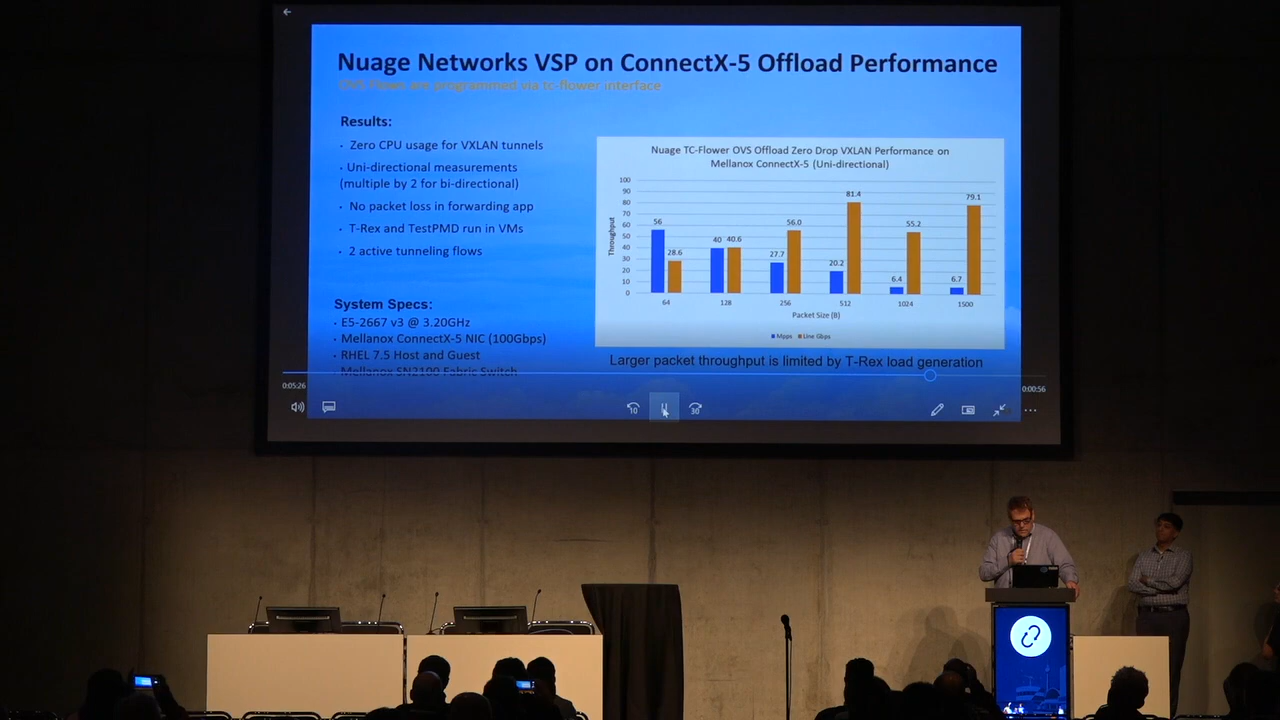 Nuage Networks VSP on ConnectX-5 Offload Performance
OVS Flows are programmed via tc-flower interface
Results:
· Zero CPU usage for VXLAN tunnels
· Uni-directional measurements
(multiple by 2 for bi-directional)
· No packet loss in forwarding app
· T-Rex and TestPMD run in VMs
· 2 active tunneling flows
System Specs:
· E5-2667 v3 @ 3.20GHz
· Mellanox ConnectX-5 NIC (100Gbps)
· RHEL 7.5 Host and Guest
· Mellanox SN2100 Fabric Switch
Nuage TC-Flower OVS Offload Zero Drop VXLAN Performance on
Mellanox ConnectX-5 (Uni-directional)
Throughput
100
90
80
70
60
50
40
30
20
10
0
56
28.6
40
40.6
27.7
56.0
20.2
81.4
6.4
55.2
6.7
79.1
64
128
256
512
1024
1500
Packet Size (B)
Mpps
Line Gbps
Larger packet throughput is limited by T-Rex load generation
0:05:26
0:00:56
10
30